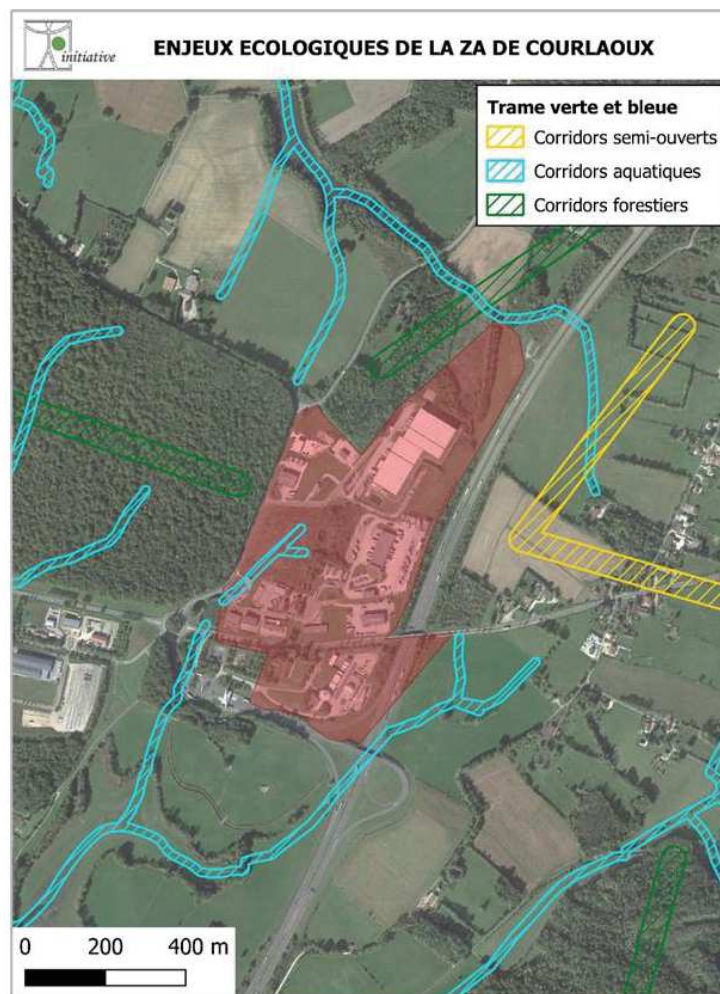 initiative
ENJEUX ECOLOGIQUES DE LA ZA DE COURLAOUX
Trame verte et bleue
Corridors semi-ouverts
Corridors aquatiques
Corridors forestiers
0 200 400 m